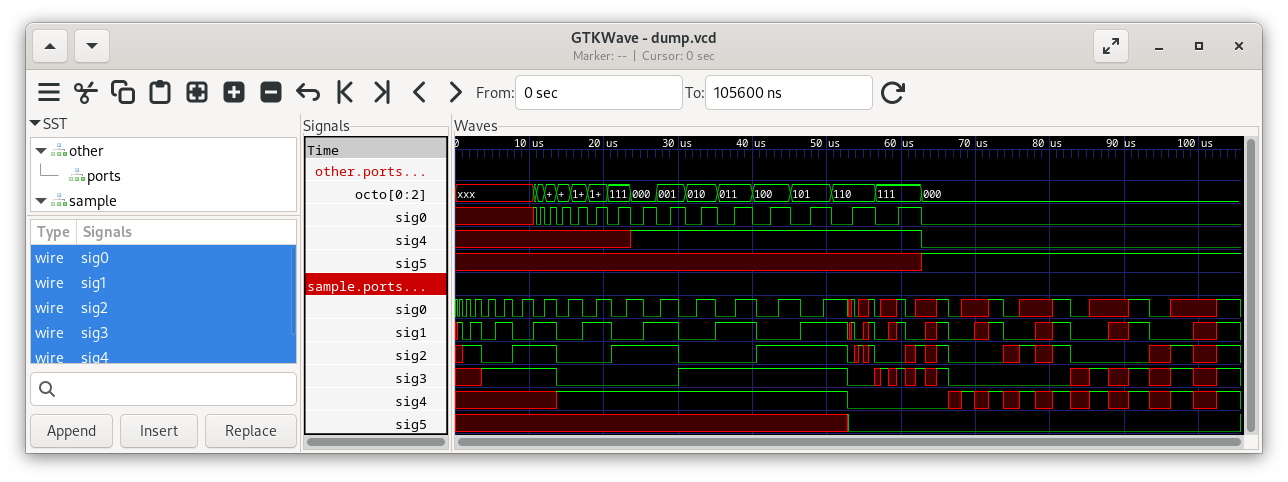 GTKWave - dump.vcd
Marker: -- | Cursor: 0 sec
From: 0 sec To: 105600 ns
SST
other
ports
sample
Type Signals
wire sig0
wire sig1
wire sig2
wire sig3
wire sig4
Append Insert Replace
Signals
Time
other.ports...
octo[0:2]
sig0
sig4
sig5
sample.ports...
sig0
sig1
sig2
sig3
sig4
sig5
Waves
0 10 us 20 us 30 us 40 us 50 us 60 us 70 us 80 us 90 us 100 us
xxx + + 1+ 1+ 111 000 001 010 011 100 101 110 111 000